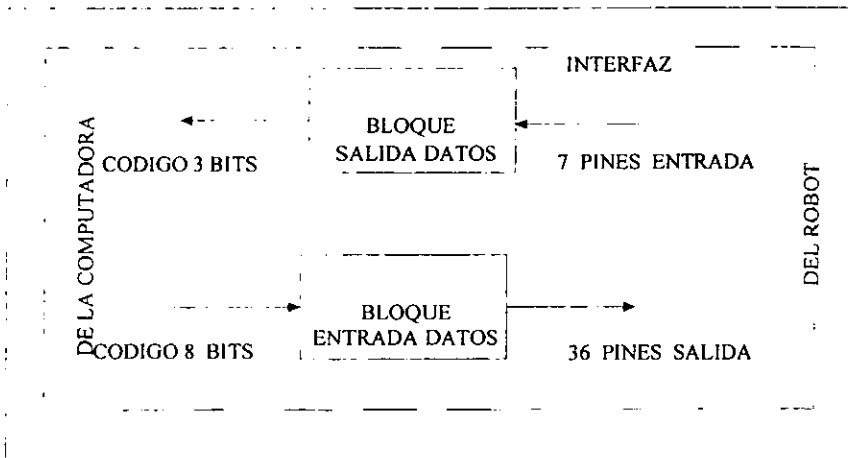 INTERFAZ
DE LA COMPUTADORA
BLOQUE
SALIDA DATOS
CODIGO 3 BITS
7 PINES ENTRADA
DEL ROBOT
BLOQUE
ENTRADA DATOS
CODIGO 8 BITS
36 PINES SALIDA